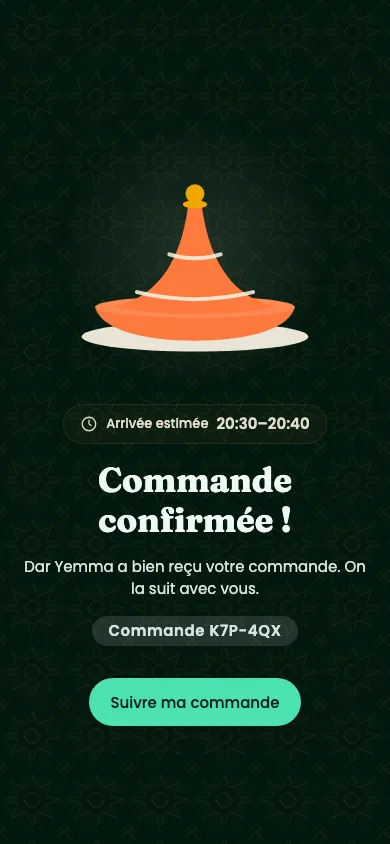 Arrivée estimée 20:30–20:40
Commande
confirmée !
Dar Yemma a bien reçu votre commande. On
la suit avec vous.
Commande K7P-4QX
Suivre ma commande